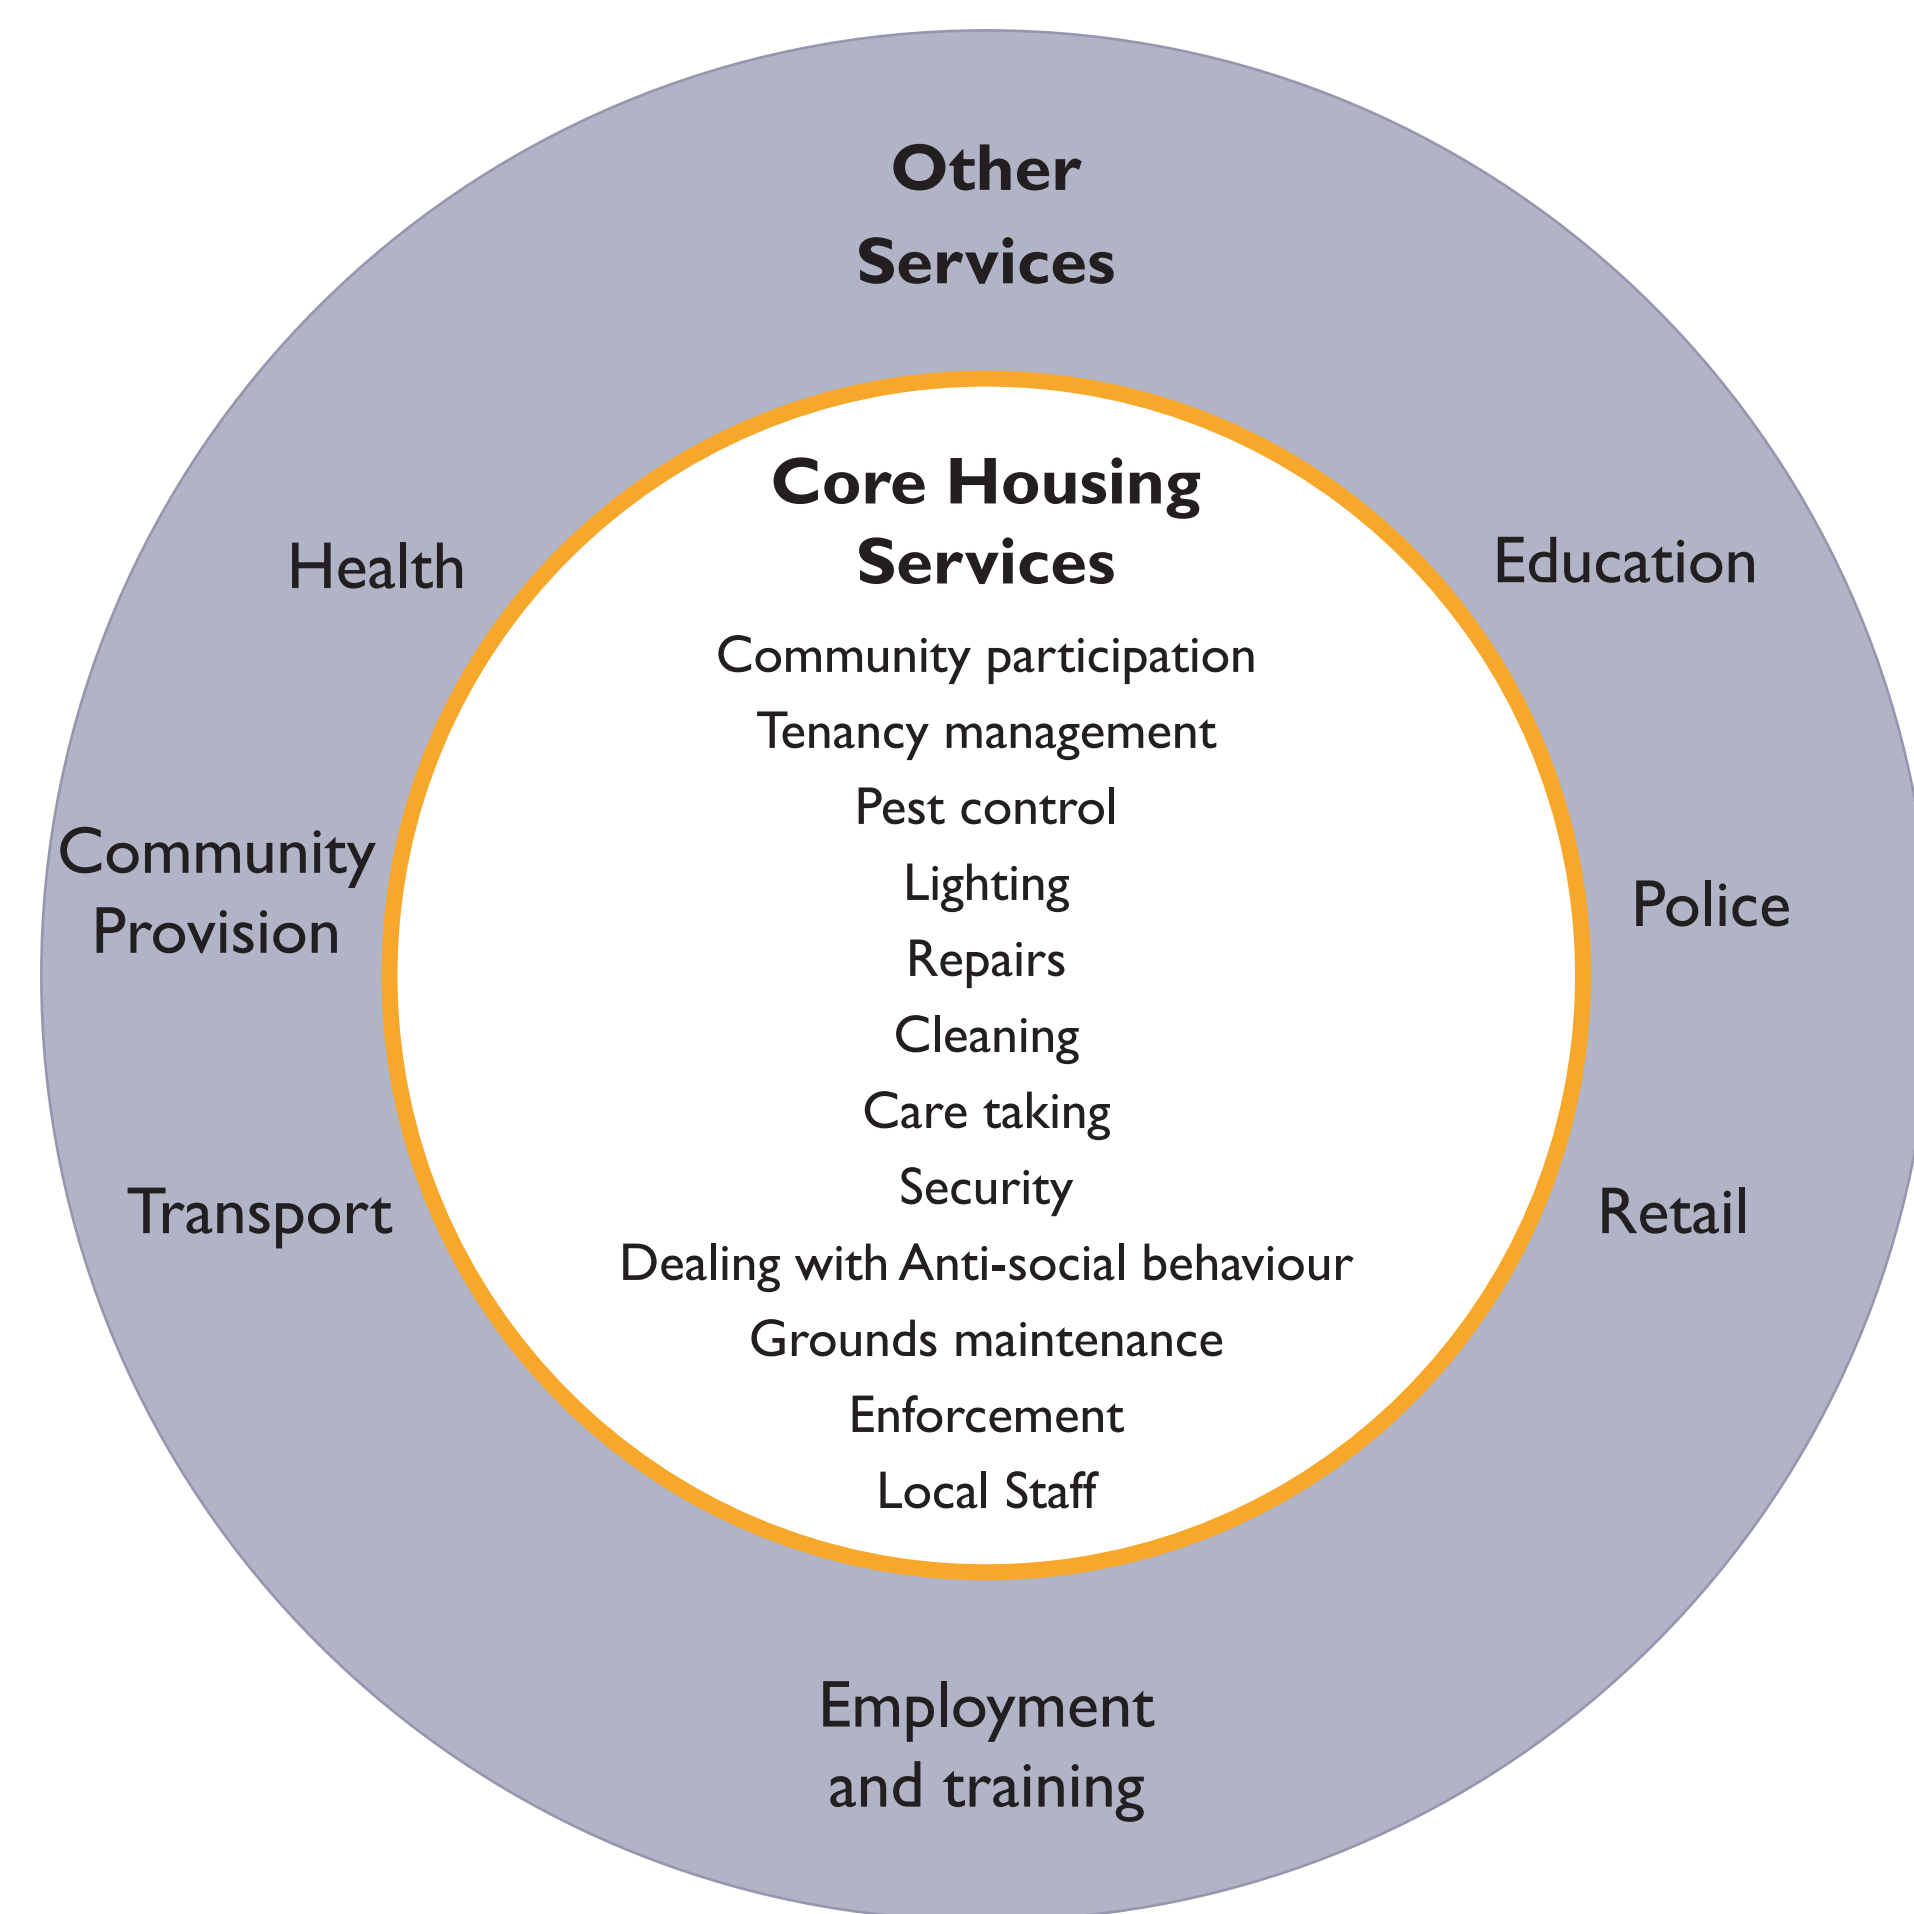 Other
Services
Core Housing
Services
Health
Education
Community participation
Tenancy management
Pest control
Community
Provision
Lighting
Police
Repairs
Cleaning
Care taking
Security
Transport
Retail
Dealing with Anti-social behaviour
Grounds maintenance
Enforcement
Local Staff
Employment
and training